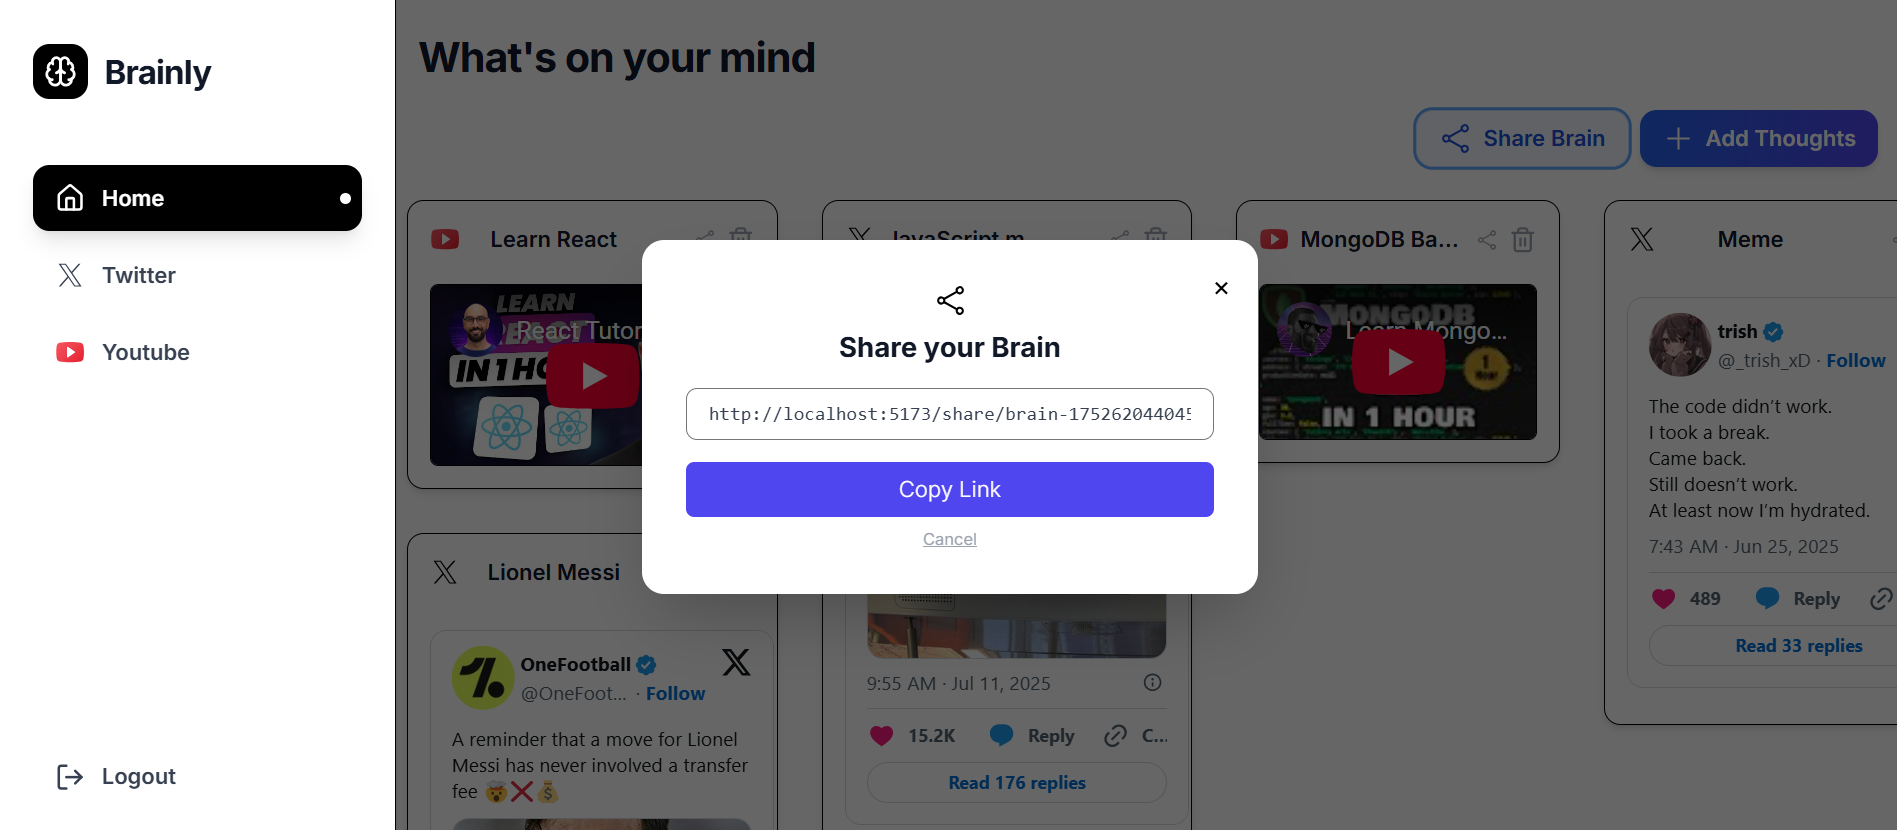 Brainly
Home
Twitter
Youtube
Logout
What's on your mind
Share Brain
Add Thoughts
Learn React
MongoDB Ba...
Meme
LEARN
REACT
React Tutor
IN 1 HO
MONGODB
Learn Mongo...
1
Hour
IN 1 HOUR
Share your Brain
http://localhost:5173/share/brain-175262044045
Copy Link
Cancel
trish
@_trish_xD · Follow
The code didn’t work.
I took a break.
Came back.
Still doesn’t work.
At least now I’m hydrated.
7:43 AM · Jun 25, 2025
489 Reply
Read 33 replies
Lionel Messi
OneFootball
@OneFoot... · Follow
A reminder that a move for Lionel
Messi has never involved a transfer
fee 🤯❌💰
9:55 AM · Jul 11, 2025
15.2K Reply C...
Read 176 replies